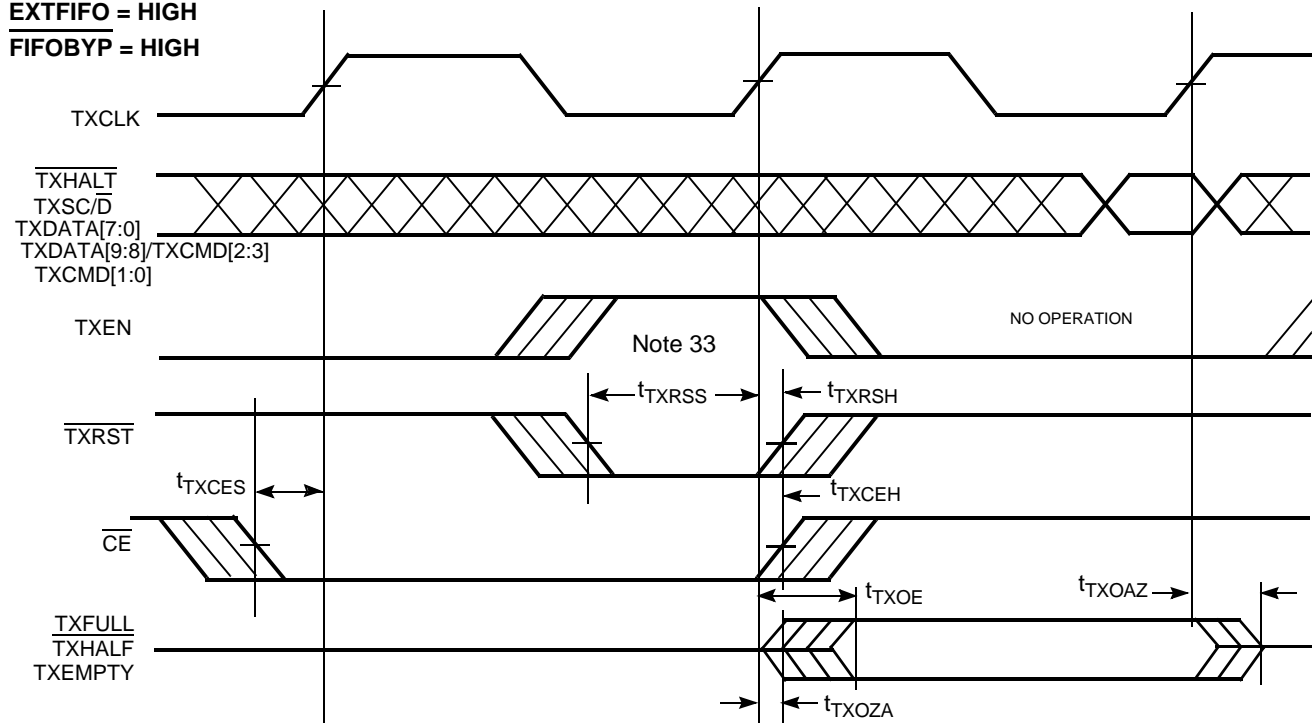 EXTFIFO = HIGH
FIFOBYP = HIGH
TXCLK
TXHALT
TXSC/D
TXDATA[7:0]
TXDATA[9:8]/TXCMD[2:3]
TXCMD[1:0]
TXEN
NO OPERATION
Note 33
tTXRSS
tTXRSH
TXRST
tTXCES
tTXCEH
CE
tTXOE
tTXOAZ
TXFULL
TXHALF
TXEMPTY
tTXOZA